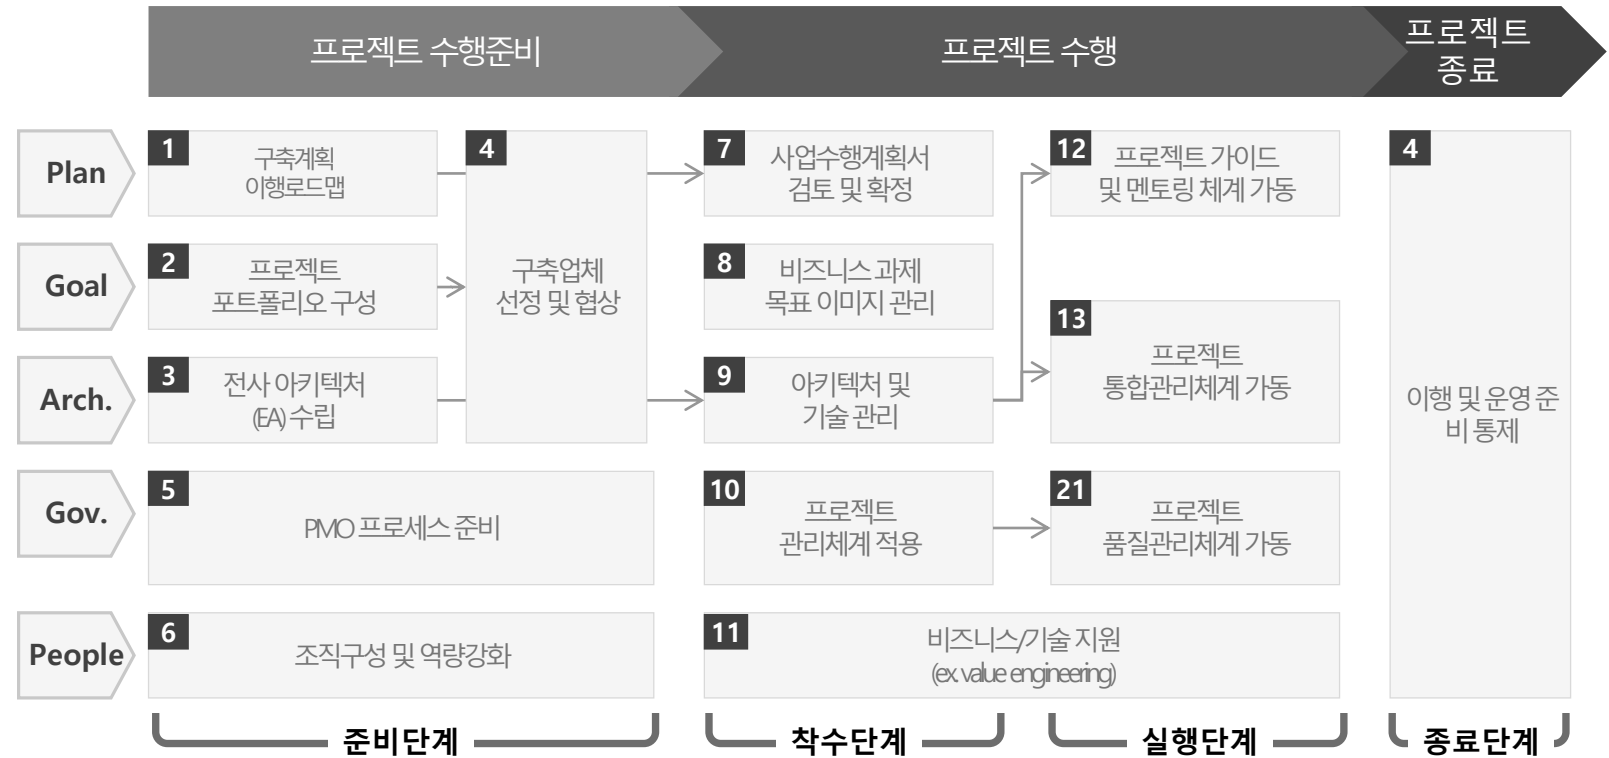 프로젝트 수행준비
프로젝트 수행
프로젝트
종료
Plan
1
구축계획
이행로드맵
4
구축업체
선정 및 협상
7
사업수행계획서
검토 및 확정
12
프로젝트 가이드
및 멘토링 체계 가동
4
이행 및 운영 준
비 통제
Goal
2
프로젝트
포트폴리오 구성
8
비즈니스 과제
목표 이미지 관리
13
프로젝트
통합관리체계 가동
Arch.
3
전사 아키텍처
(EA) 수립
9
아키텍처 및
기술 관리
Gov.
5
PMO 프로세스 준비
10
프로젝트
관리체계 적용
21
프로젝트
품질관리체계 가동
People
6
조직구성 및 역량강화
11
비즈니스/기술 지원
(ex. value engineering)
준비단계
착수단계
실행단계
종료단계